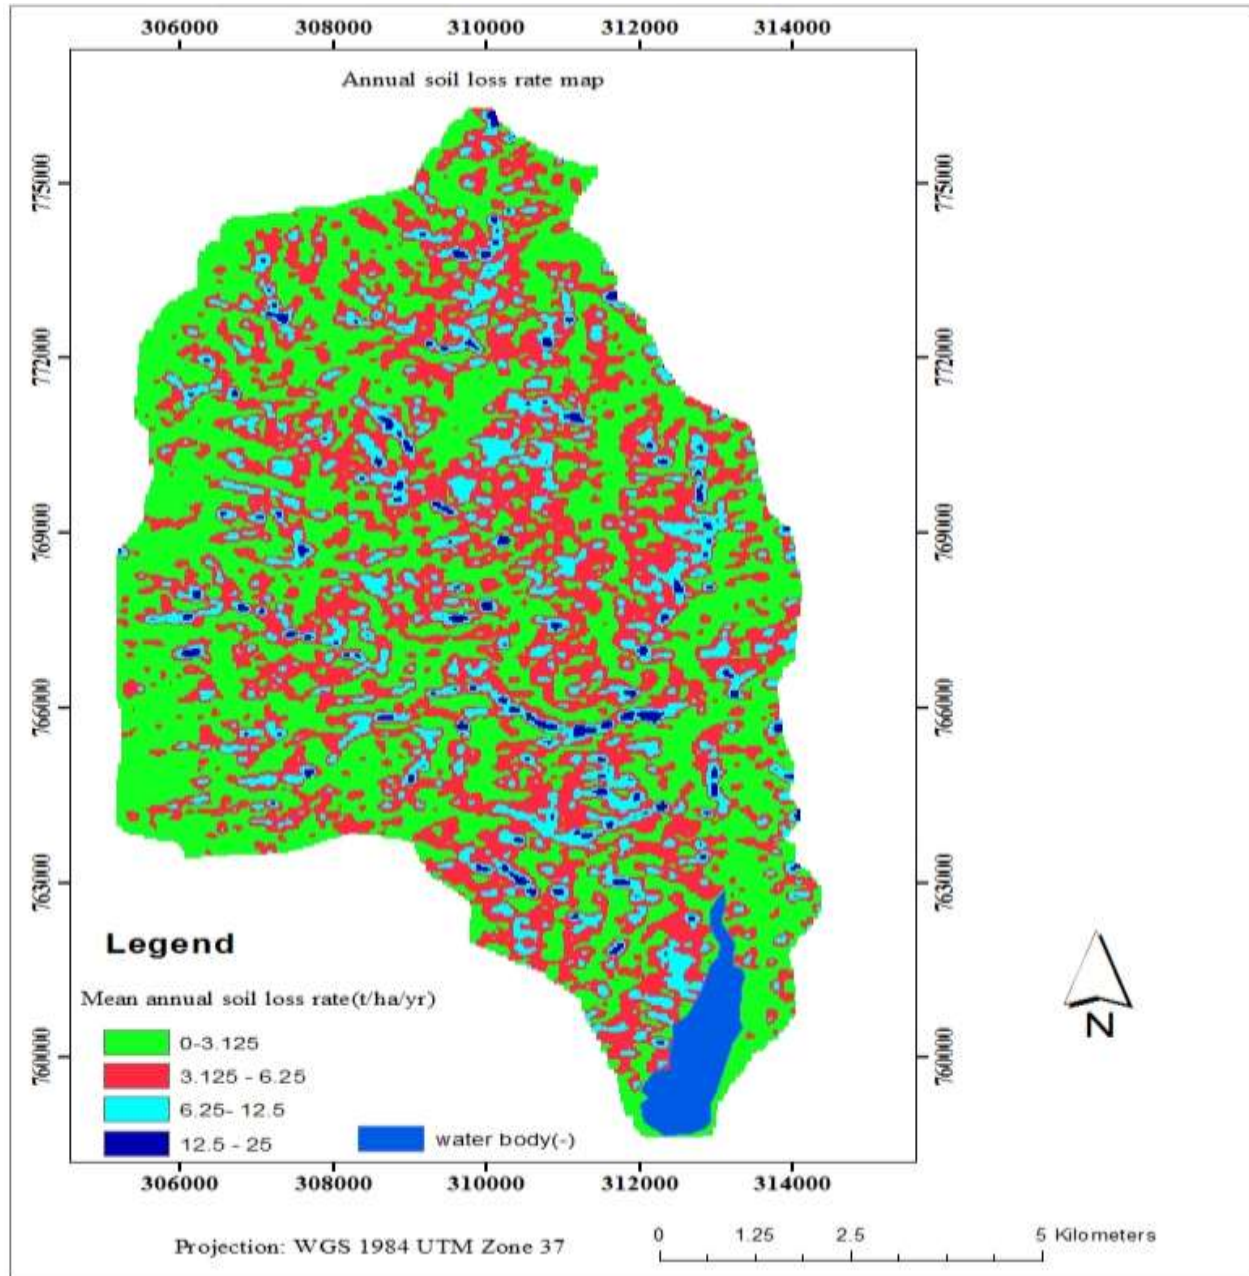 306000 308000 310000 312000 314000
Annual soil loss rate map
775000 775000
772000 772000
769000 769000
766000 766000
763000 763000
760000 760000
Legend
Mean annual soil loss rate(t/ha/yr)
0-3.125
3.125 - 6.25
6.25- 12.5
12.5 - 25
water body(-)
N
306000 308000 310000 312000 314000
Projection: WGS 1984 UTM Zone 37
0 1.25 2.5 5 Kilometers